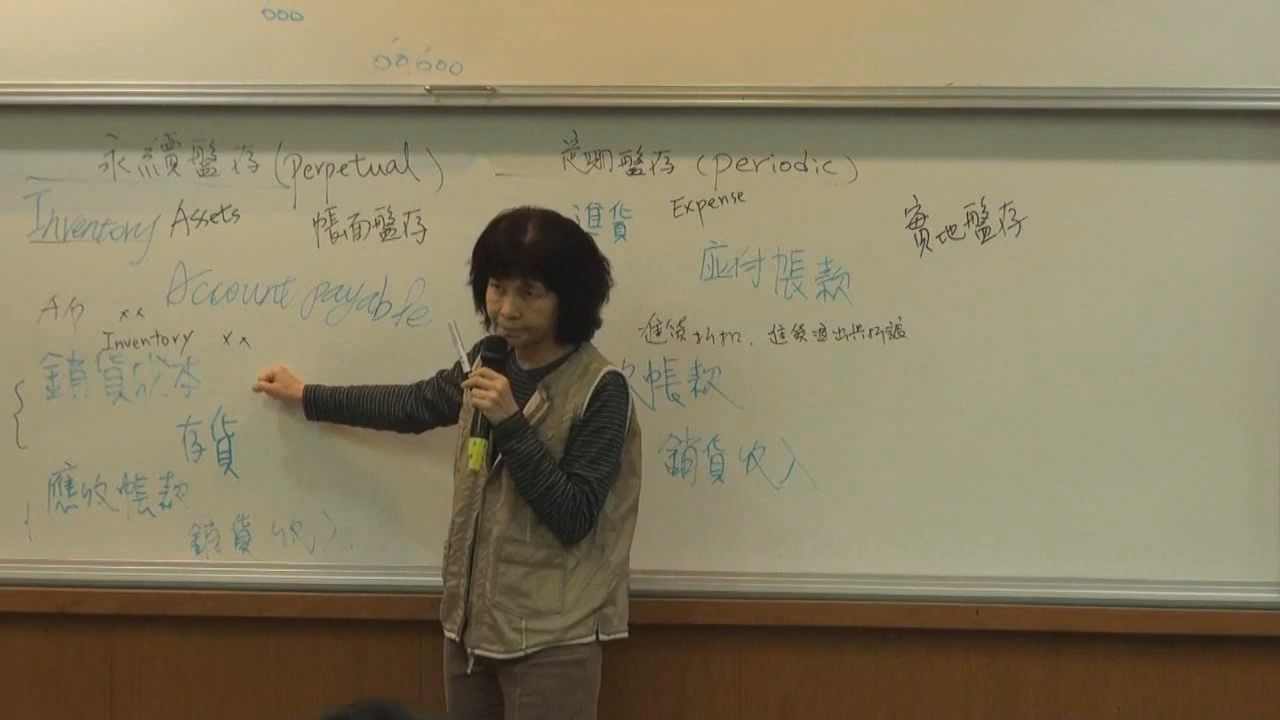 000
00,000
永續盤存 (perpetual)
定期盤存 (periodic)
Inventory Assets 帳面盤存
進貨 Expense 實地盤存
Account payable
应付帳款
A/P xx
Inventory xx
進貨折扣、進貨退出與折讓
銷貨成本
帳款
存貨
銷貨收入
應收帳款
銷貨收入